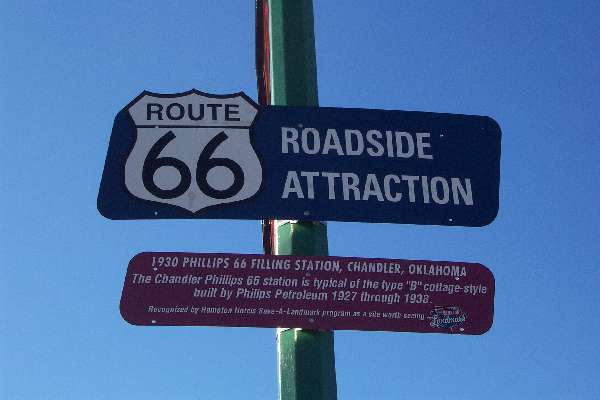 ROUTE
66
ROADSIDE
ATTRACTION
1930 PHILLIPS 66 FILLING STATION, CHANDLER, OKLAHOMA
The Chandler Phillips 66 station is typical of the type "B" cottage-style
built by Philips Petroleum 1927 through 1938.
Recognized by Hampton Hotels Save-A-Landmark program as a site worth seeing.
Landmark